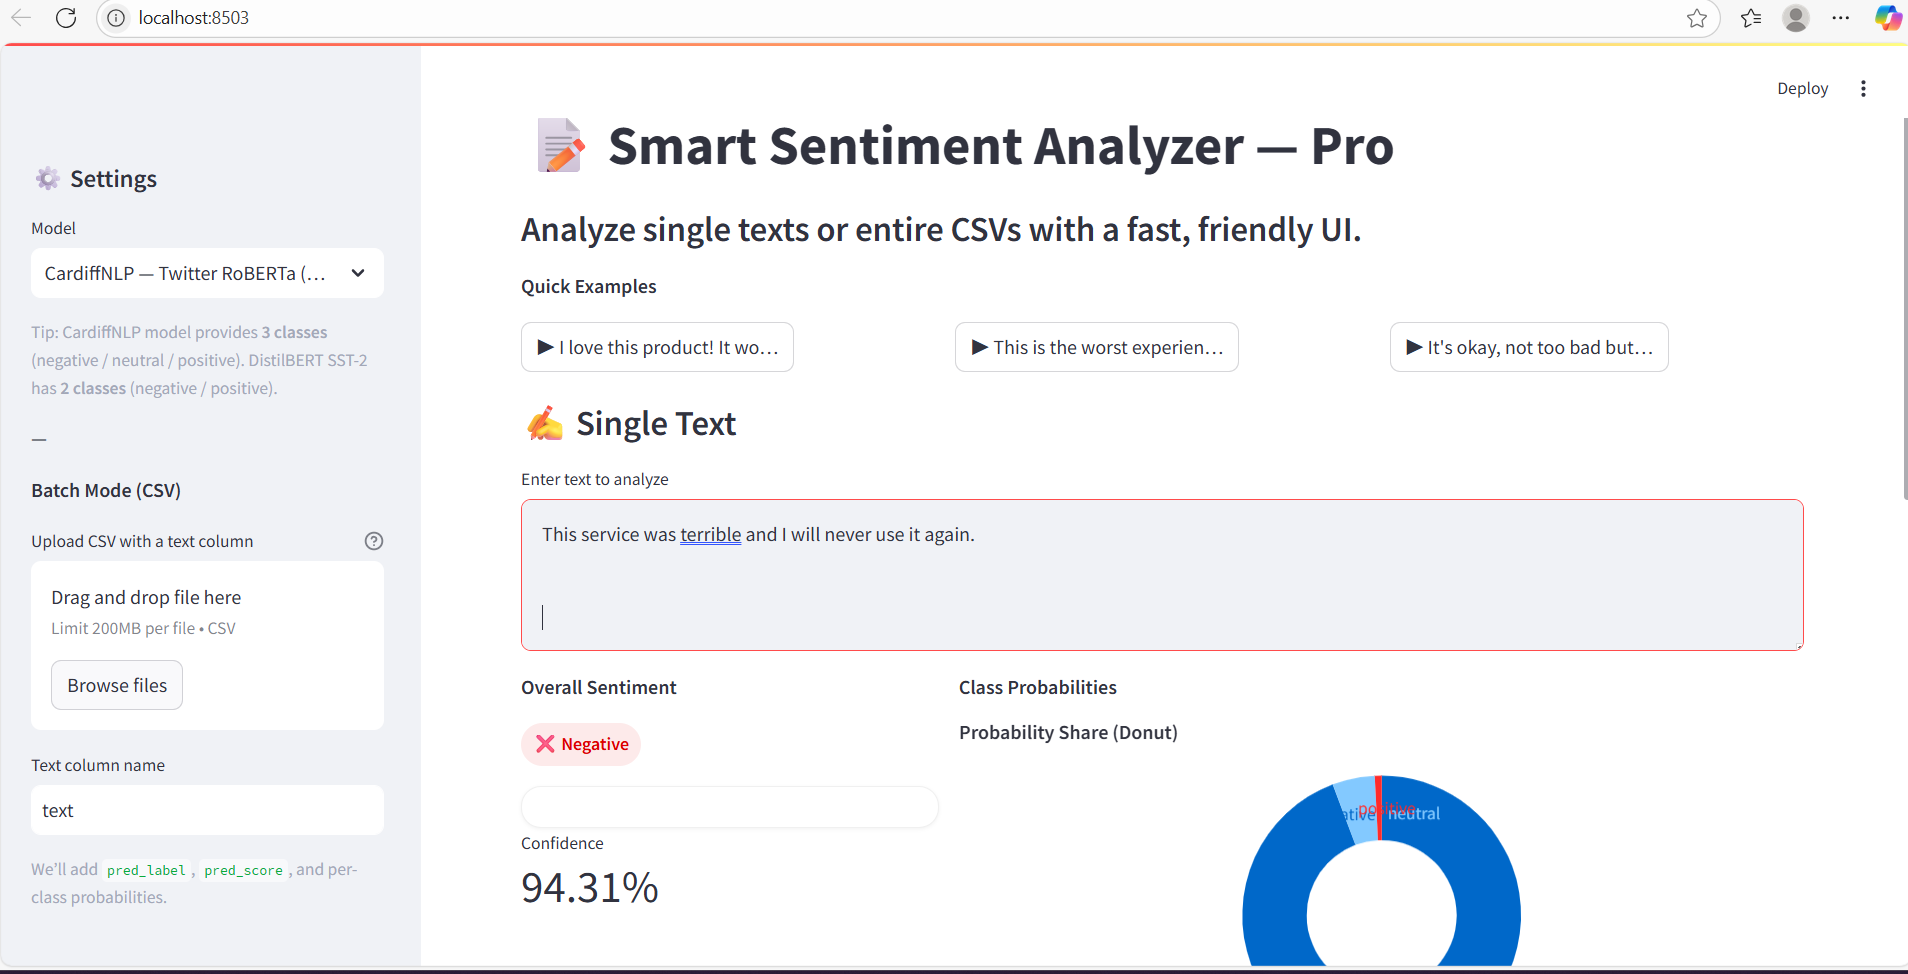 localhost:8503
Deploy
Settings
Model
CardiffNLP — Twitter RoBERTa (...
Tip: CardiffNLP model provides 3 classes
(negative / neutral / positive). DistilBERT SST-2
has 2 classes (negative / positive).
—
Batch Mode (CSV)
Upload CSV with a text column
Drag and drop file here
Limit 200MB per file • CSV
Browse files
Text column name
text
We'll add pred_label, pred_score, and per-
class probabilities.
Smart Sentiment Analyzer — Pro
Analyze single texts or entire CSVs with a fast, friendly UI.
Quick Examples
▶ I love this product! It wo...
▶ This is the worst experien...
▶ It's okay, not too bad but...
Single Text
Enter text to analyze
This service was terrible and I will never use it again.
Overall Sentiment
❌ Negative
Confidence
94.31%
Class Probabilities
Probability Share (Donut)
positive
ative
neutral